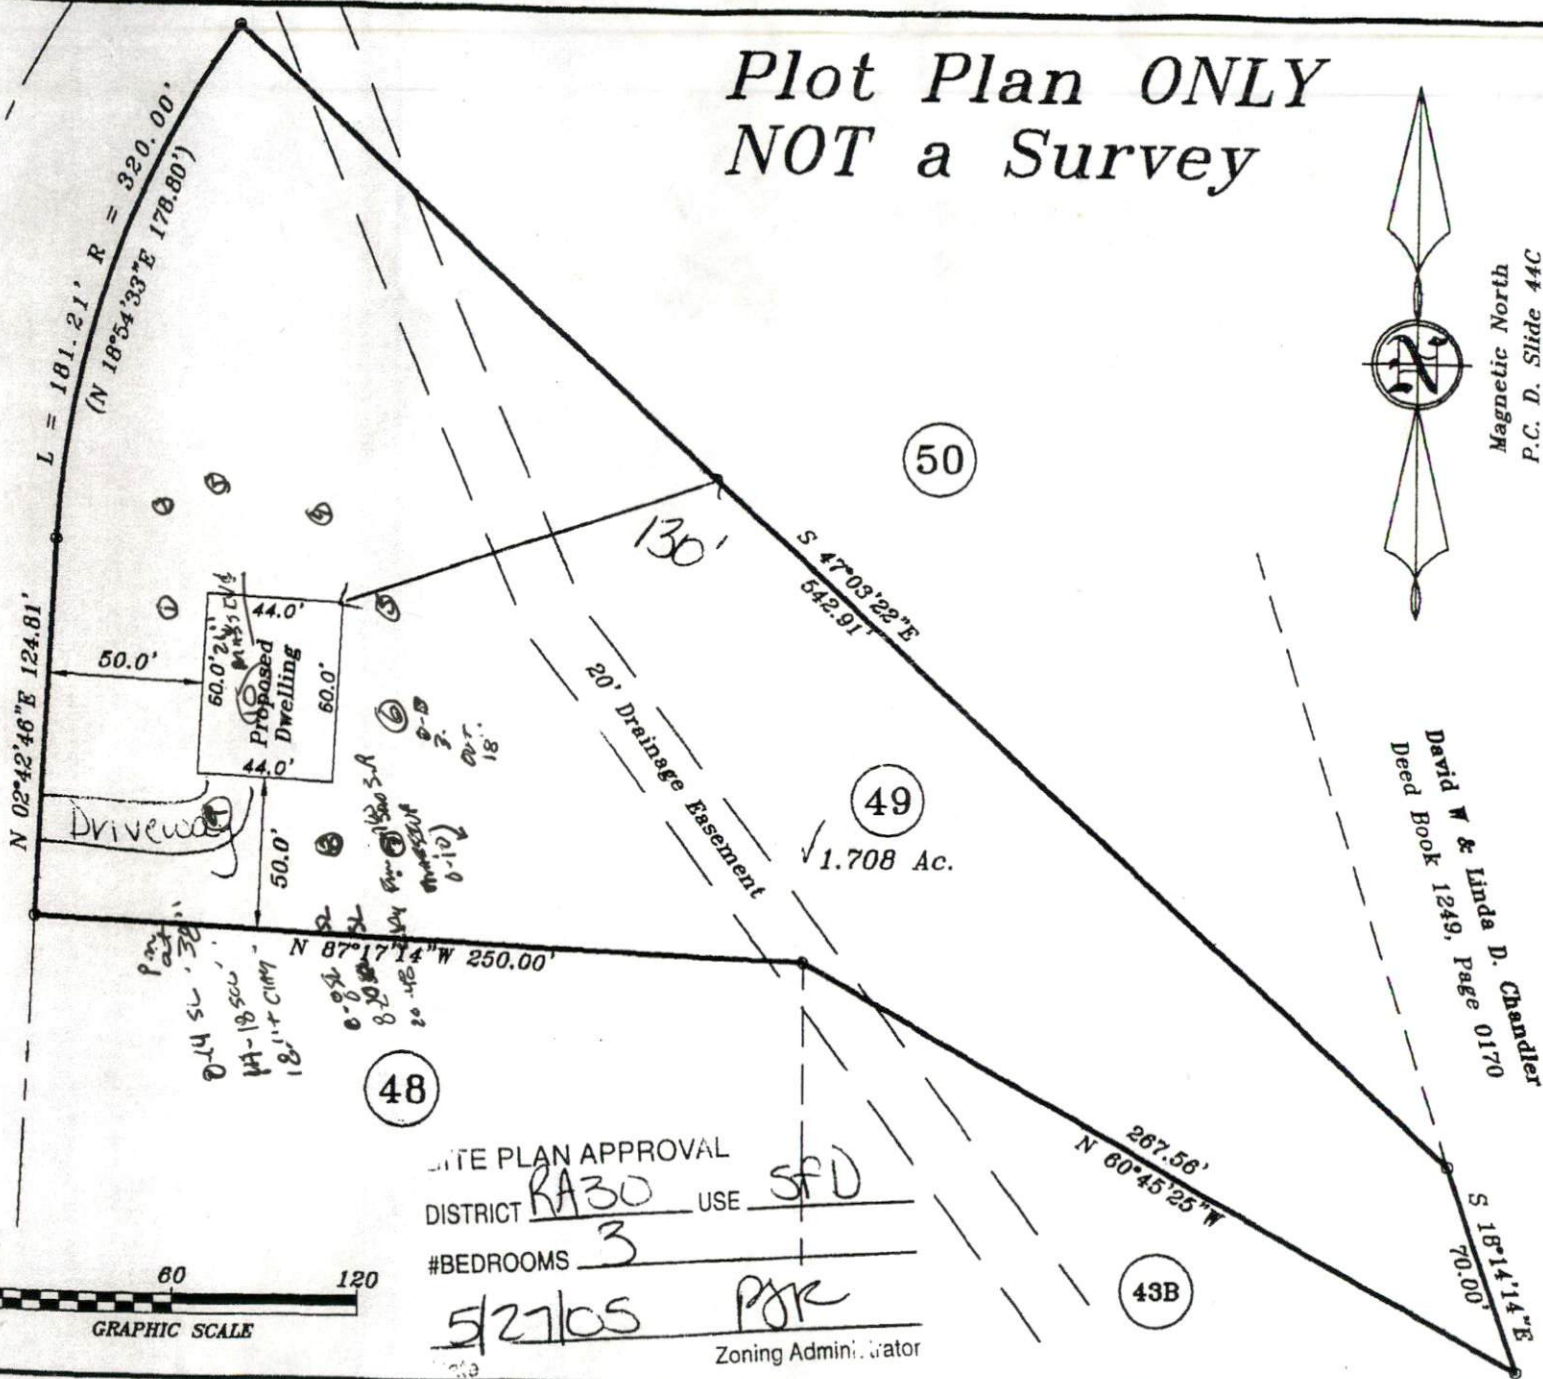 Plot Plan ONLY
NOT a Survey
L = 181.21' R = 320.00'
(N 18°54'33"E 178.80')
Magnetic North
P.C. D. Slide 44C
N
50
130'
S 47°03'22"E
542.91'
N 02°42'46"E 124.81'
50.0'
44.0'
60.0'
Proposed
Dwelling
60.0'
44.0'
50.0'
Driveway
20' Drainage Easement
49
1.708 Ac.
David W & Linda D. Chandler
Deed Book 1249, Page 0170
N 87°17'14"W 250.00'
48
267.56'
N 60°45'25"W
S 18°14'14"E
70.00'
43B
SITE PLAN APPROVAL
DISTRICT RA30 USE SFD
#BEDROOMS 3
5/27/05 PJR
Zoning Administrator
60 120
GRAPHIC SCALE